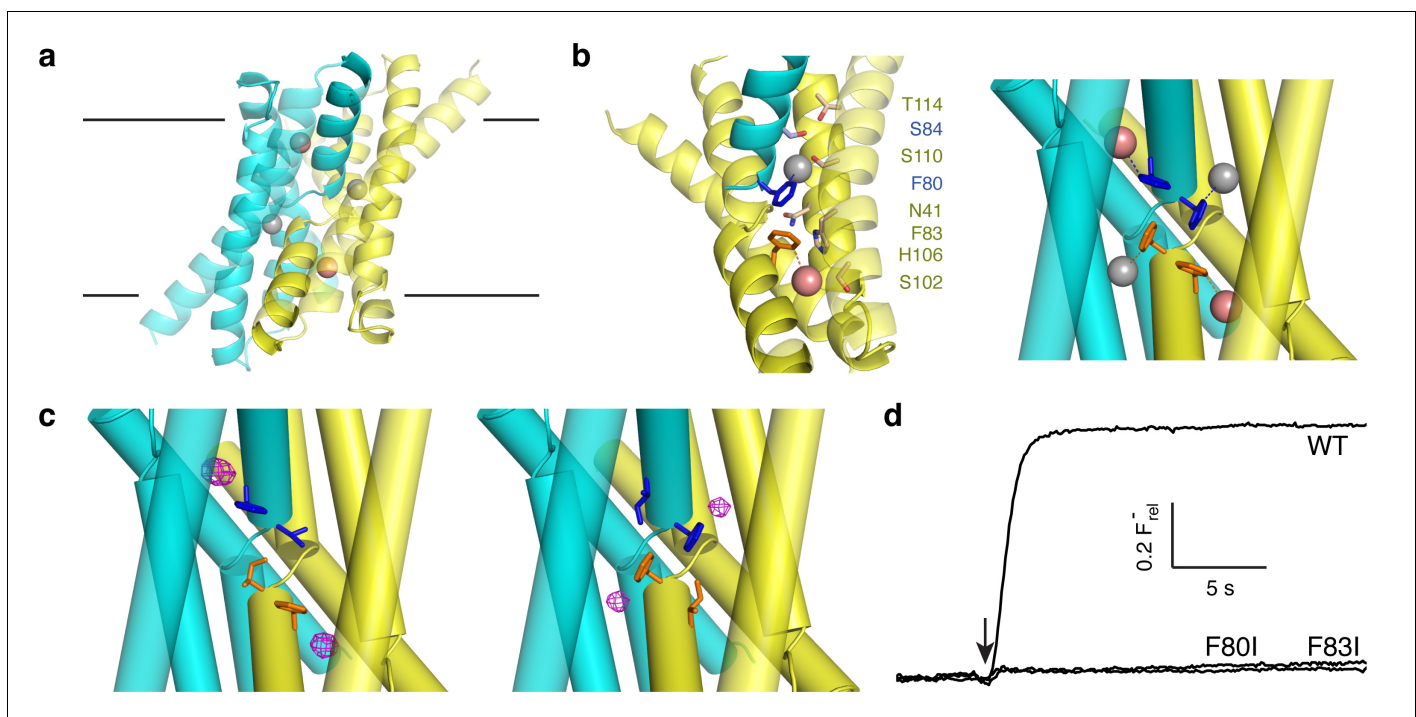 a
b
T114
S84
S110
F80
N41
F83
H106
S102
c
d
WT
0.2 F⁻rel
5 s
F80I
F83I